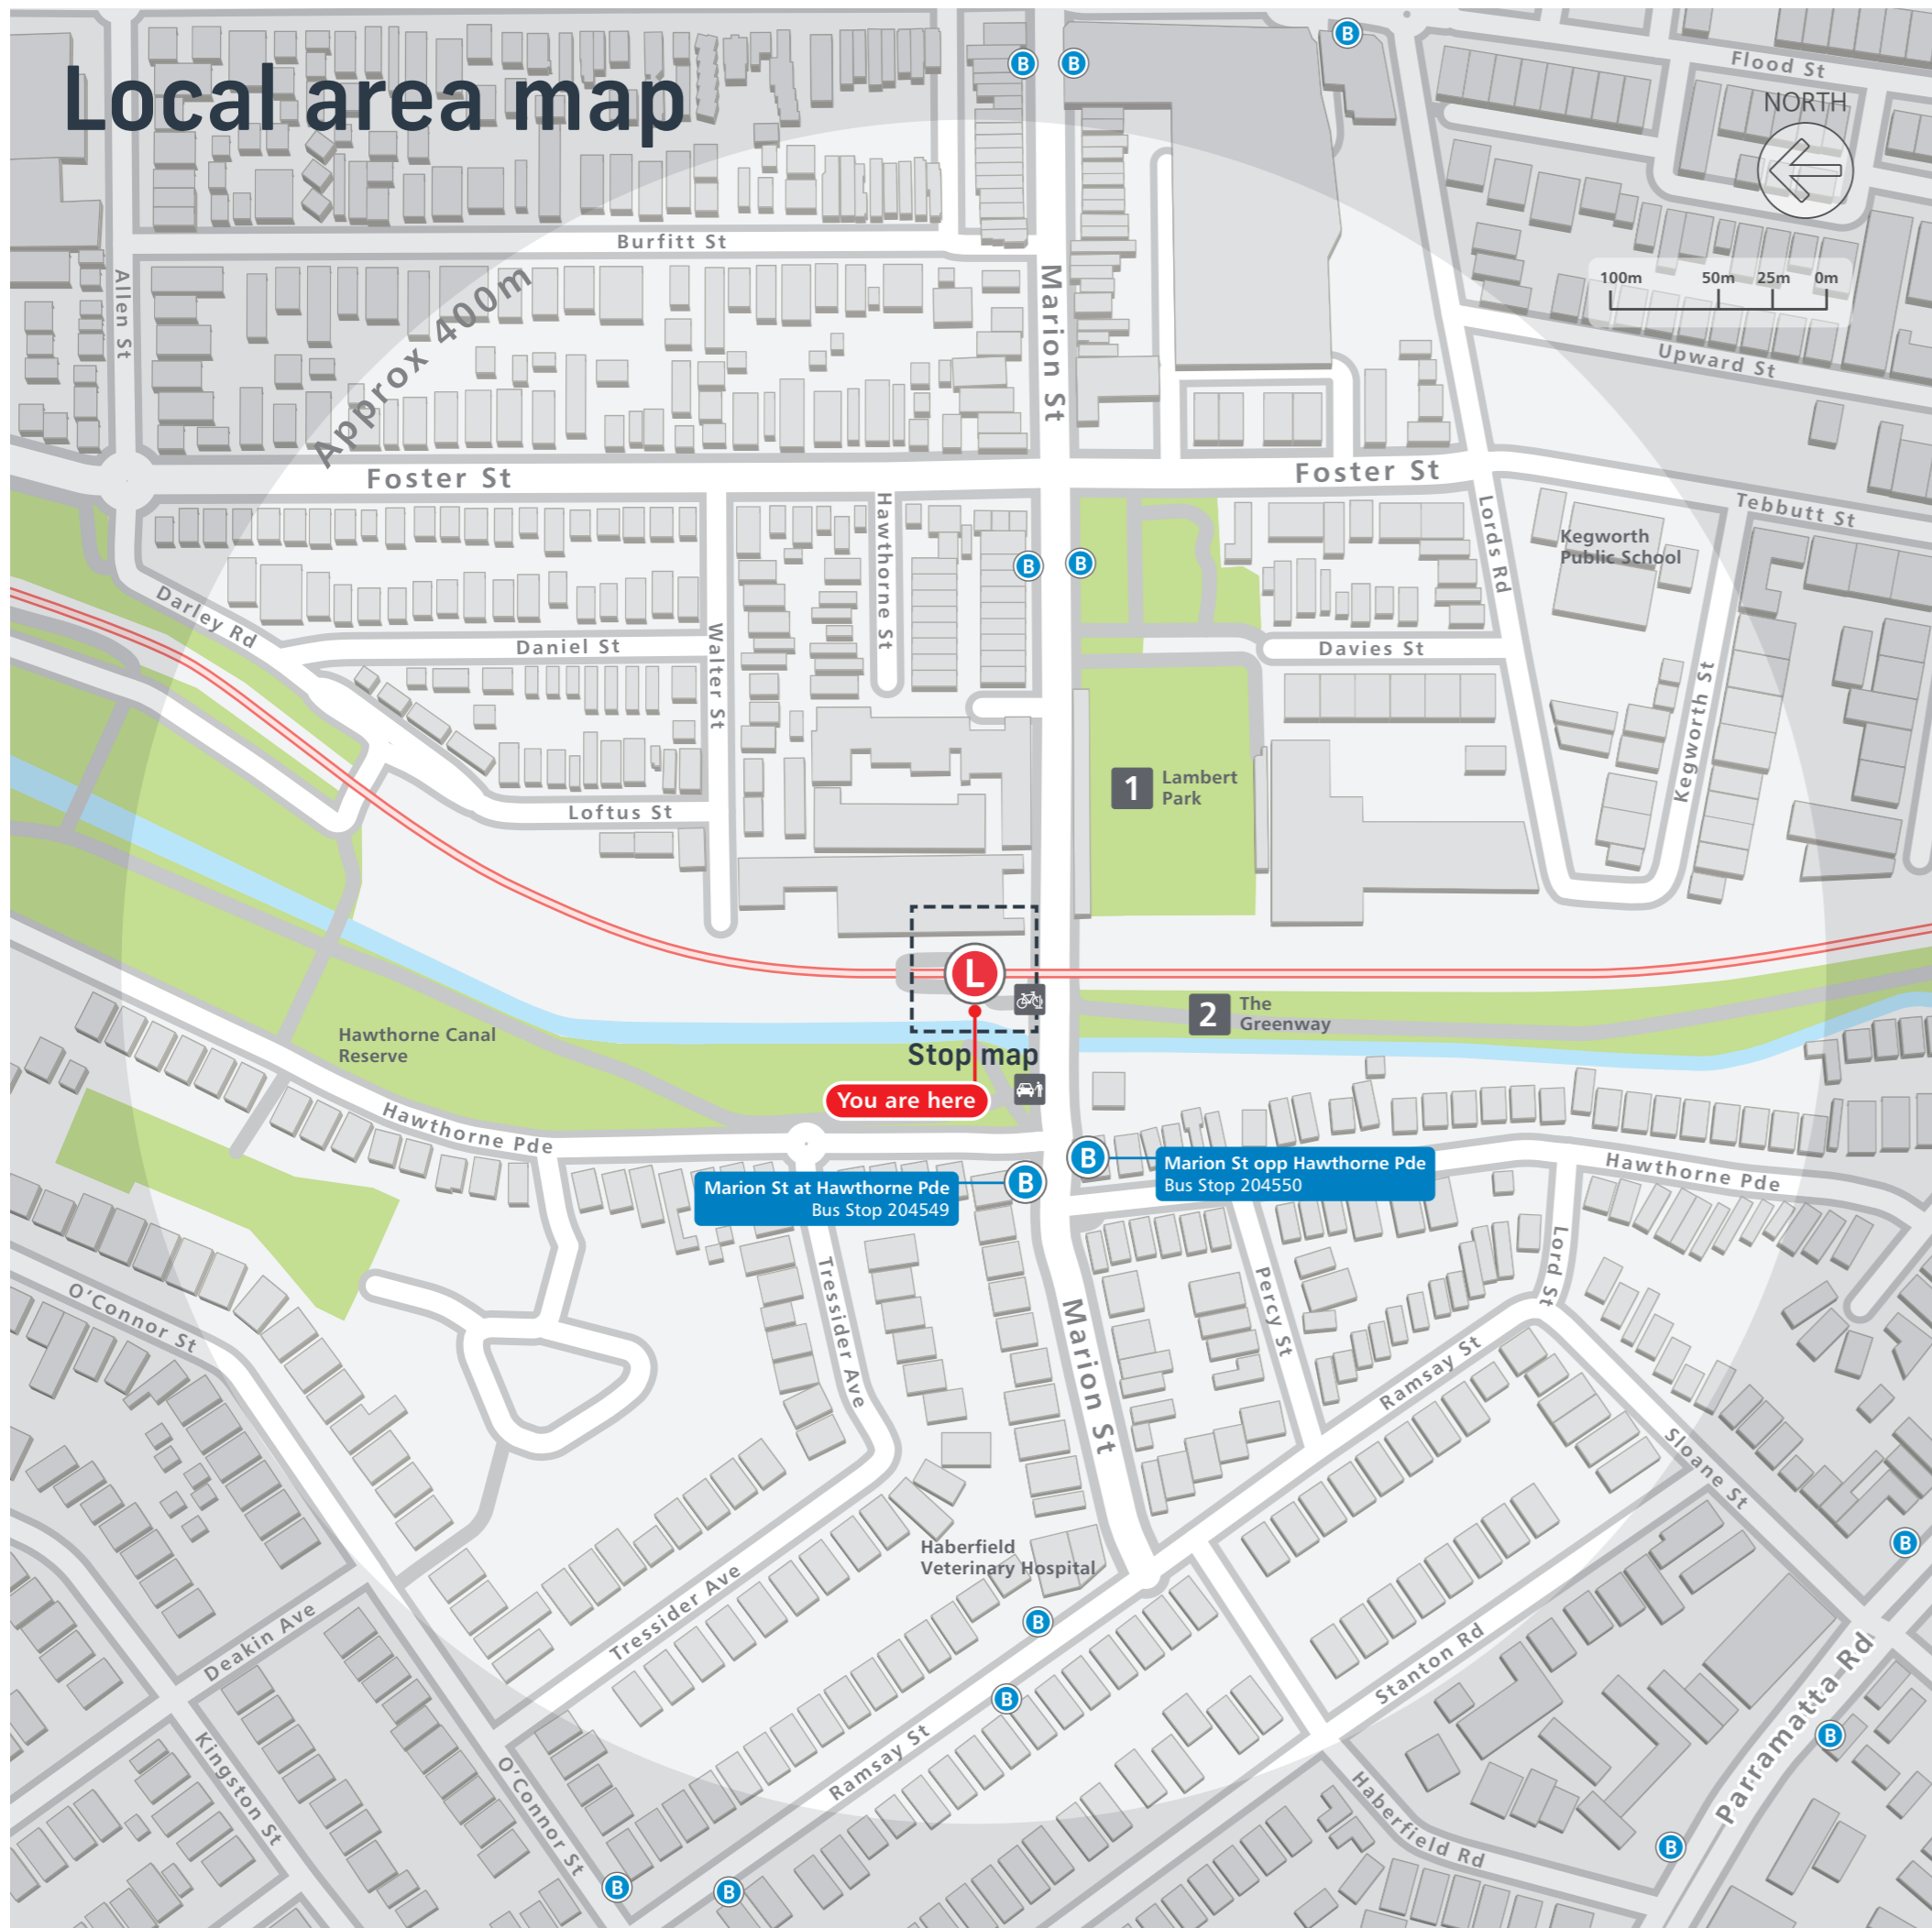 Local area map
B
B
B
Flood St
NORTH
Burfitt St
Allen St
Approx 400m
Marion St
100m 50m 25m 0m
Upward St
Foster St
Foster St
Hawthorne St
Lords Rd
Tebbutt St
Kegworth
Public School
B
B
Darley Rd
Daniel St
Walter St
Davies St
Kegworth St
Loftus St
1
Lambert
Park
L
2
The
Greenway
Hawthorne Canal
Reserve
Stop map
You are here
Hawthorne Pde
B
Marion St opp Hawthorne Pde
Bus Stop 204550
Hawthorne Pde
Marion St at Hawthorne Pde
Bus Stop 204549
B
O'Connor St
Tressider Ave
Marion St
Percy St
Lord St
Ramsay St
Sloane St
Haberfield
Veterinary Hospital
B
B
Tressider Ave
Deakin Ave
Stanton Rd
Parramatta Rd
B
B
Kingston St
O'Connor St
Ramsay St
Haberfield Rd
B
B
B